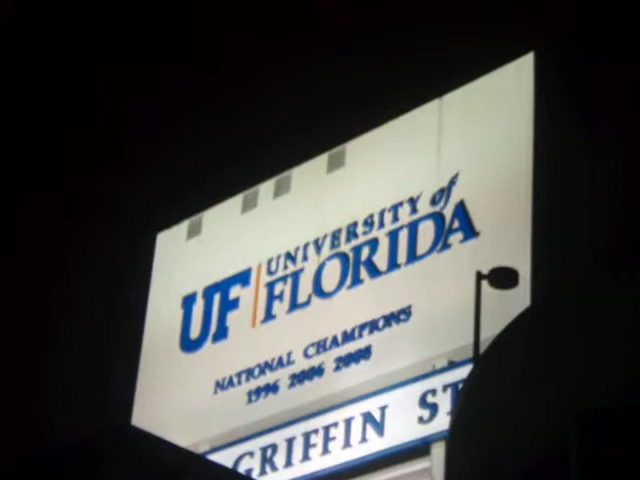 UF UNIVERSITY of
FLORIDA
NATIONAL CHAMPIONS
1996 2006 2008
GRIFFIN ST